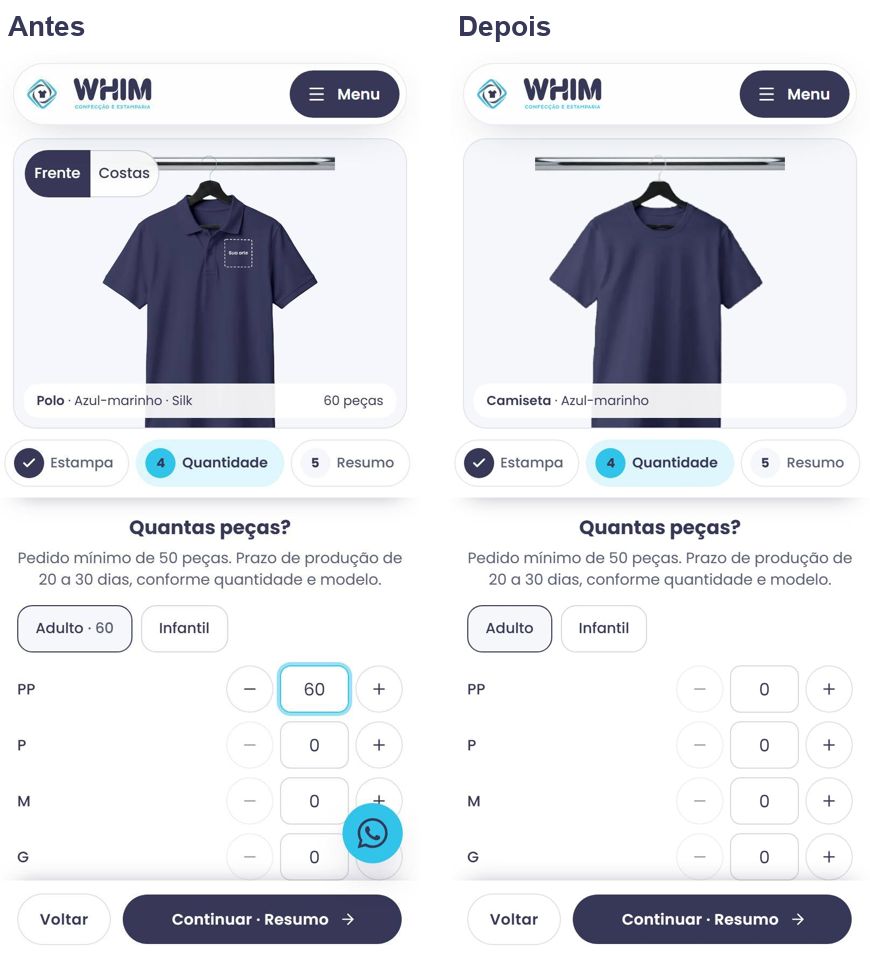 Antes
WHIM
CONFECÇÃO E ESTAMPARIA
Menu
Frente
Costas
Sua arte
Polo · Azul-marinho · Silk
60 peças
Estampa
4 Quantidade
5 Resumo
Quantas peças?
Pedido mínimo de 50 peças. Prazo de produção de
20 a 30 dias, conforme quantidade e modelo.
Adulto · 60
Infantil
PP − 60 +
P − 0 +
M − 0 +
G − 0
Voltar
Continuar · Resumo →
Depois
WHIM
CONFECÇÃO E ESTAMPARIA
Menu
Camiseta · Azul-marinho
Estampa
4 Quantidade
5 Resumo
Quantas peças?
Pedido mínimo de 50 peças. Prazo de produção de
20 a 30 dias, conforme quantidade e modelo.
Adulto
Infantil
PP − 0 +
P − 0 +
M − 0 +
G − 0 +
Voltar
Continuar · Resumo →